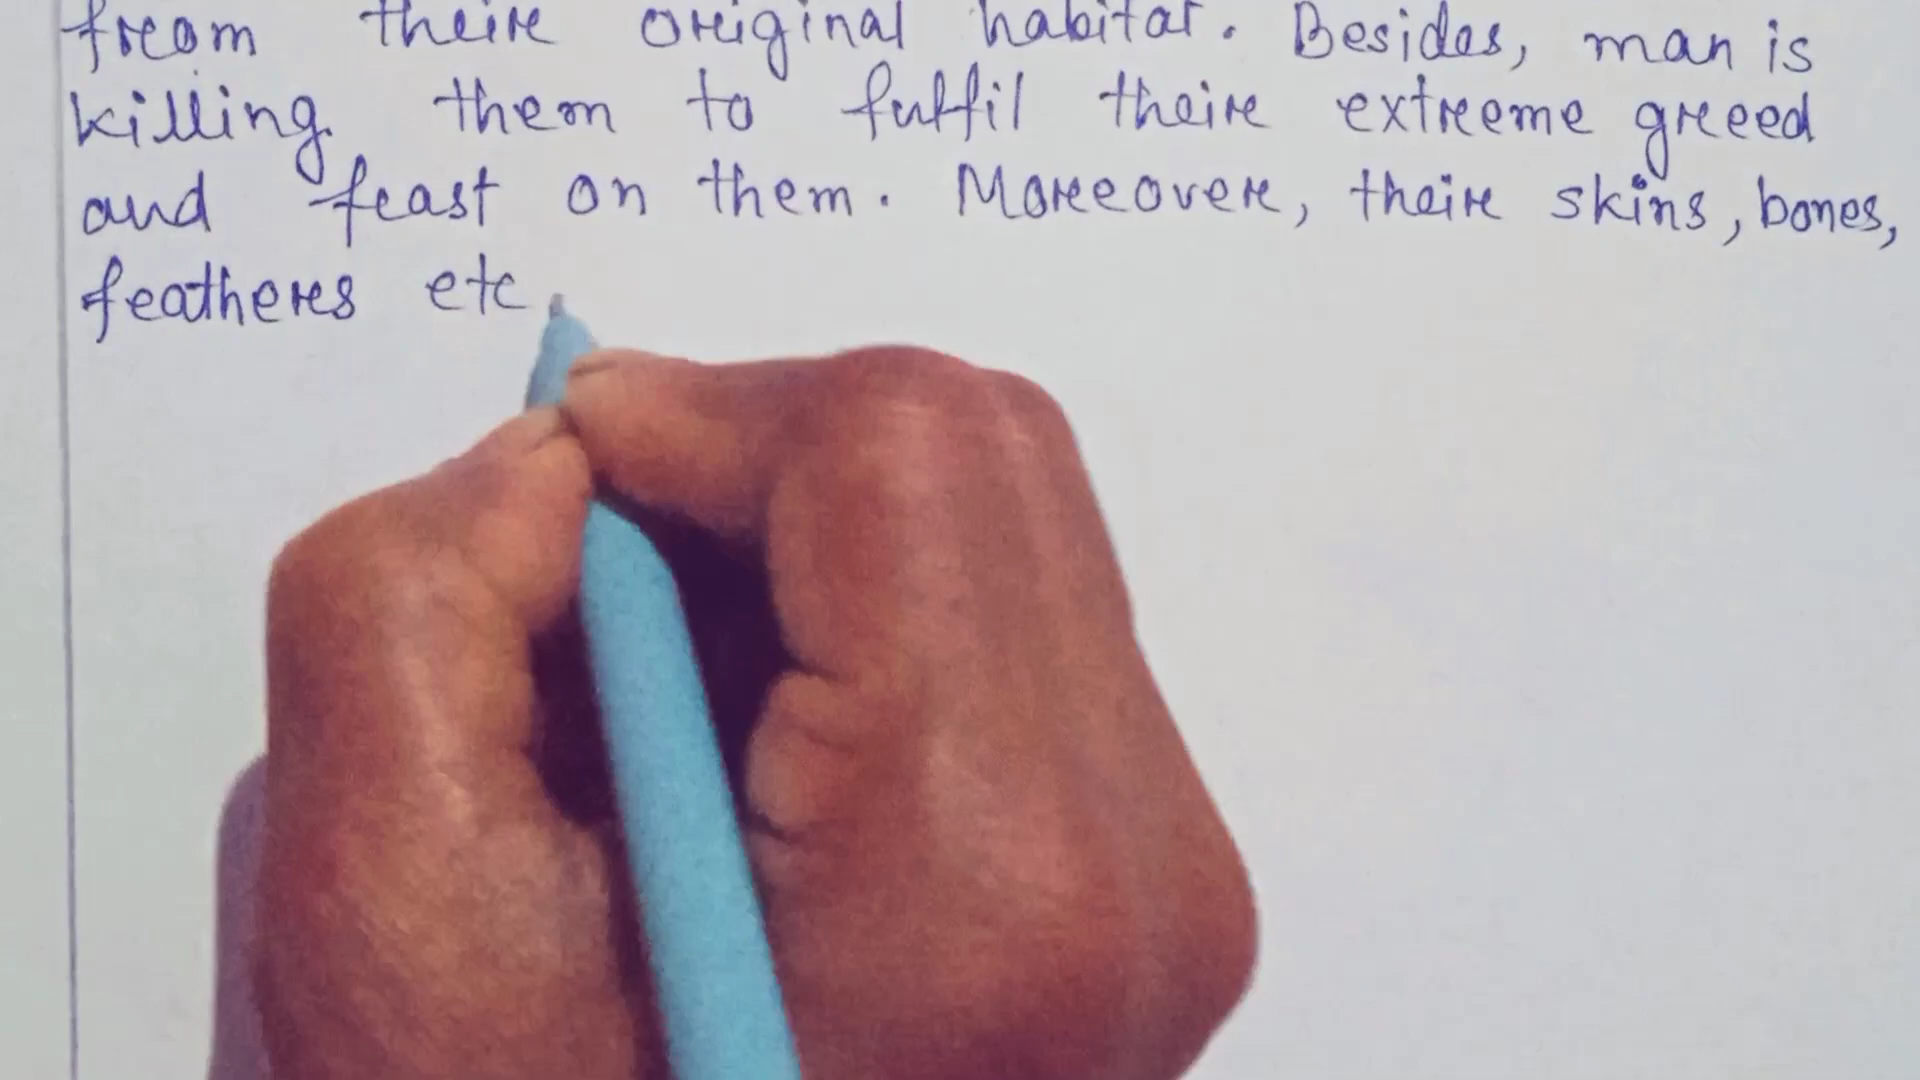 from their original habitat. Besides, man is
killing them to fulfil their extreme greed
and feast on them. Moreover, their skins, bones,
feathers etc